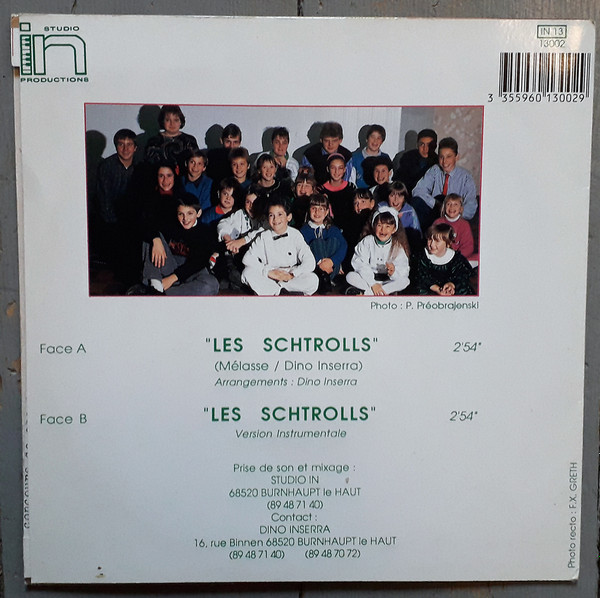 STUDIO
in
PRODUCTIONS
IN 13
13002
3 355960 130029
Photo : P. Préobrajenski
Face A "LES SCHTROLLS" 2'54"
(Mélasse / Dino Inserra)
Arrangements : Dino Inserra
Face B "LES SCHTROLLS" 2'54"
Version Instrumentale
Prise de son et mixage :
STUDIO IN
68520 BURNHAUPT le HAUT
(89 48 71 40)
Contact :
DINO INSERRA
16, rue Binnen 68520 BURNHAUPT le HAUT
(89 48 71 40) (89 48 70 72)
Photo recto : F.X. GRETH